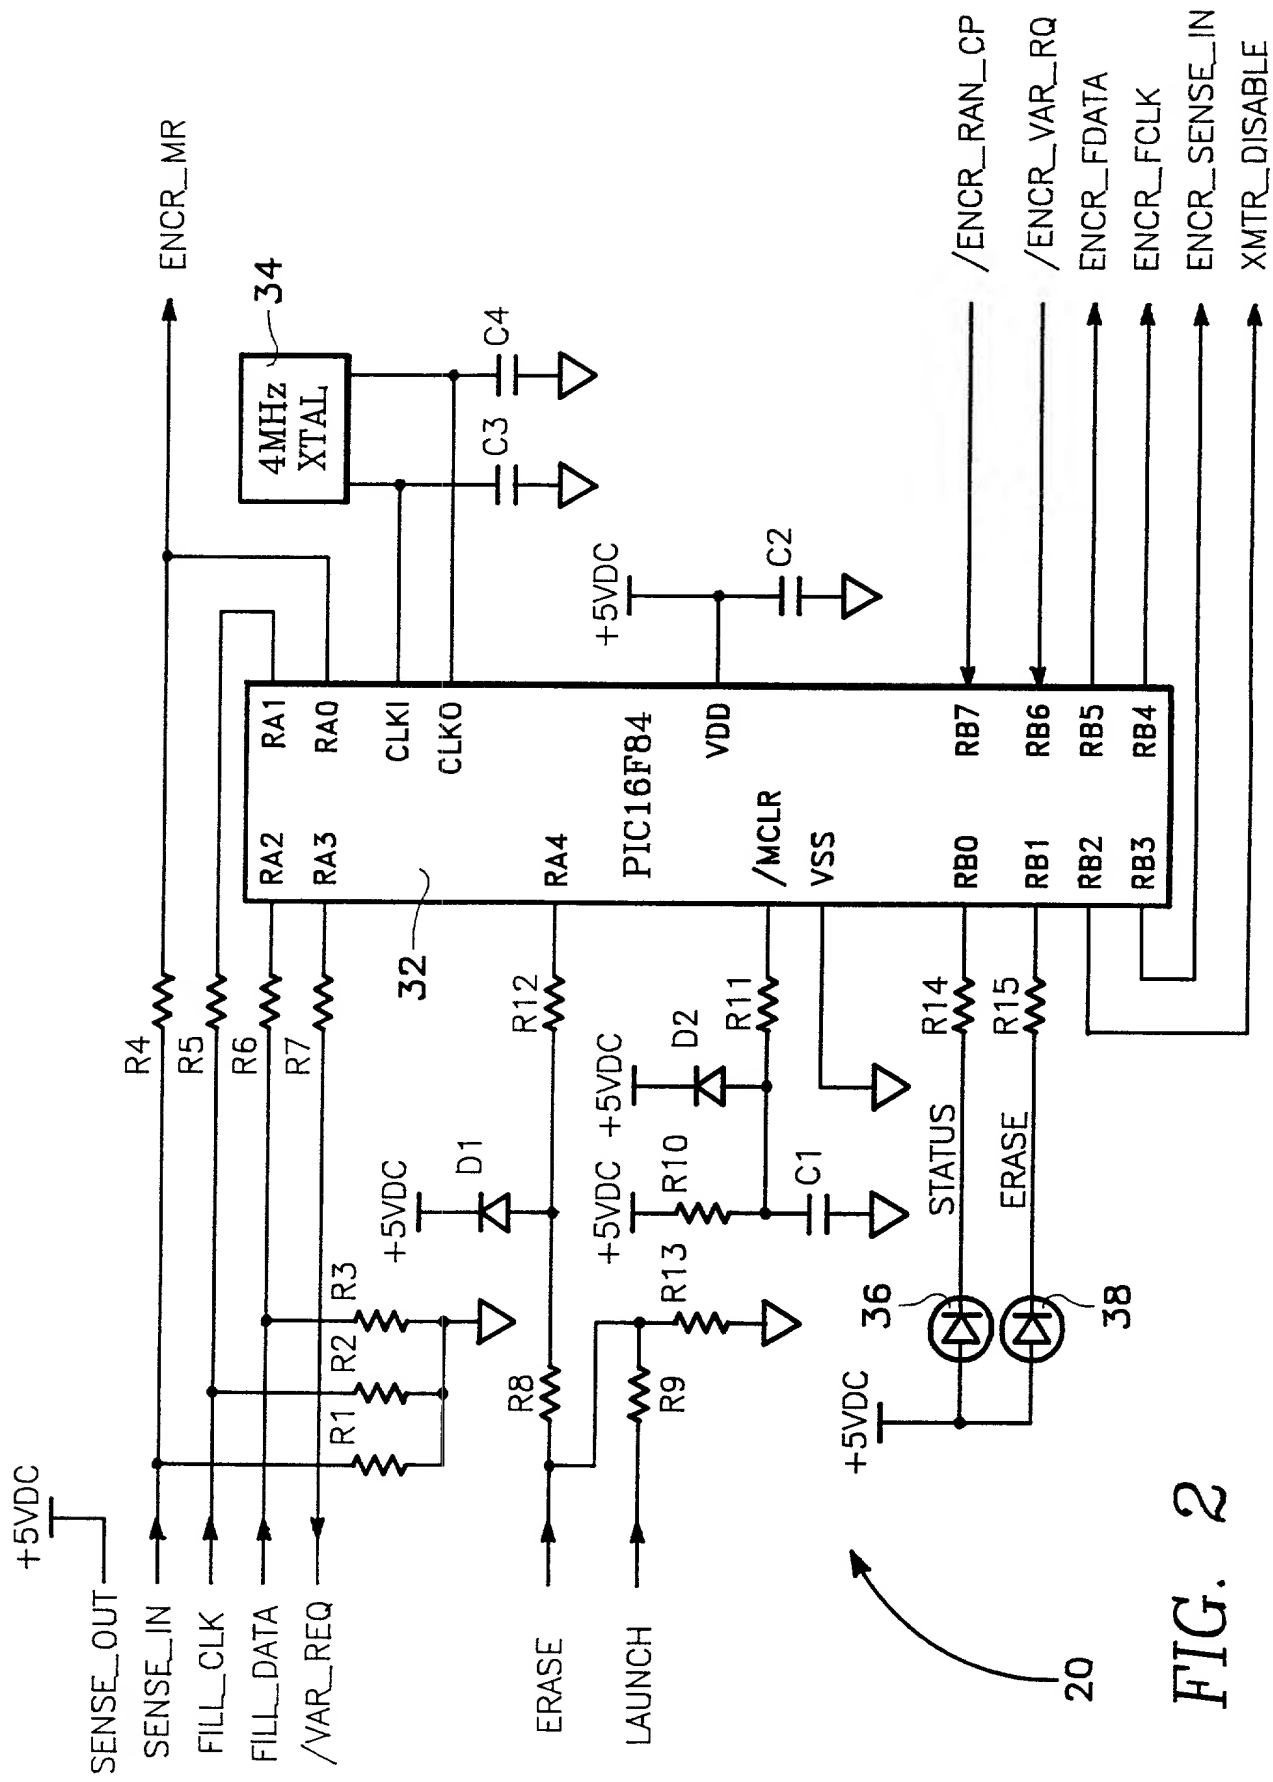 +5VDC
SENSE_OUT
SENSE_IN
FILL_CLK
FILL_DATA
/VAR_REQ
ERASE
LAUNCH
R1
R2
R3
R4
R5
R6
R7
+5VDC
D1
R8
R12
R9
R13
+5VDC
R10
C1
+5VDC
D2
R11
+5VDC
36
38
STATUS
ERASE
R14
R15
32
RA2
RA3
RA4
/MCLR
VSS
RB0
RB1
RB2
RB3
PIC16F84
RA1
RA0
CLKI
CLKO
VDD
RB7
RB6
RB5
RB4
+5VDC
C2
4MHz
XTAL
34
C3
C4
ENCR_MR
/ENCR_RAN_CP
/ENCR_VAR_RQ
ENCR_FDATA
ENCR_FCLK
ENCR_SENSE_IN
XMTR_DISABLE
20
FIG. 2